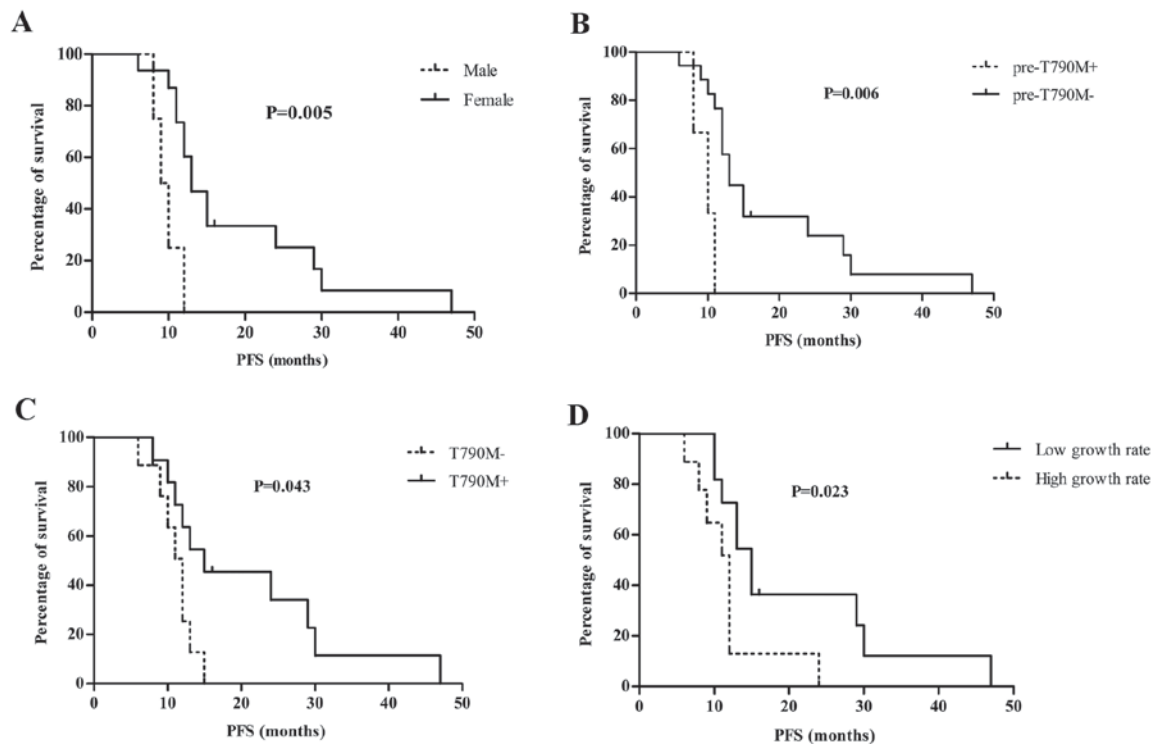 A
Percentage of survival
100
80
60
40
20
0
0 10 20 30 40 50
PFS (months)
P=0.005
Male
Female
B
Percentage of survival
100
80
60
40
20
0
0 10 20 30 40 50
PFS (months)
P=0.006
pre-T790M+
pre-T790M-
C
Percentage of survival
100
80
60
40
20
0
0 10 20 30 40 50
PFS (months)
P=0.043
T790M-
T790M+
D
Percentage of survival
100
80
60
40
20
0
0 10 20 30 40 50
PFS (months)
P=0.023
Low growth rate
High growth rate